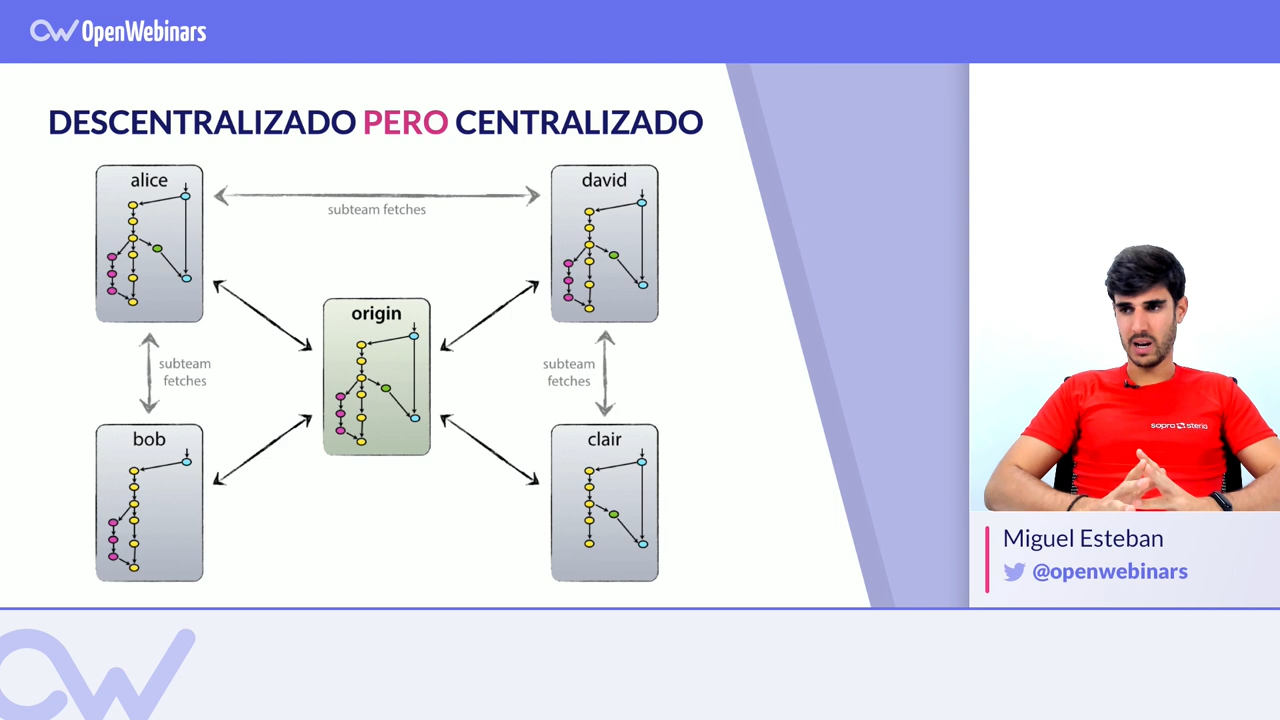 OpenWebinars
DESCENTRALIZADO PERO CENTRALIZADO
alice
david
subteam fetches
origin
subteam
fetches
subteam
fetches
bob
clair
sopra steria
Miguel Esteban
@openwebinars